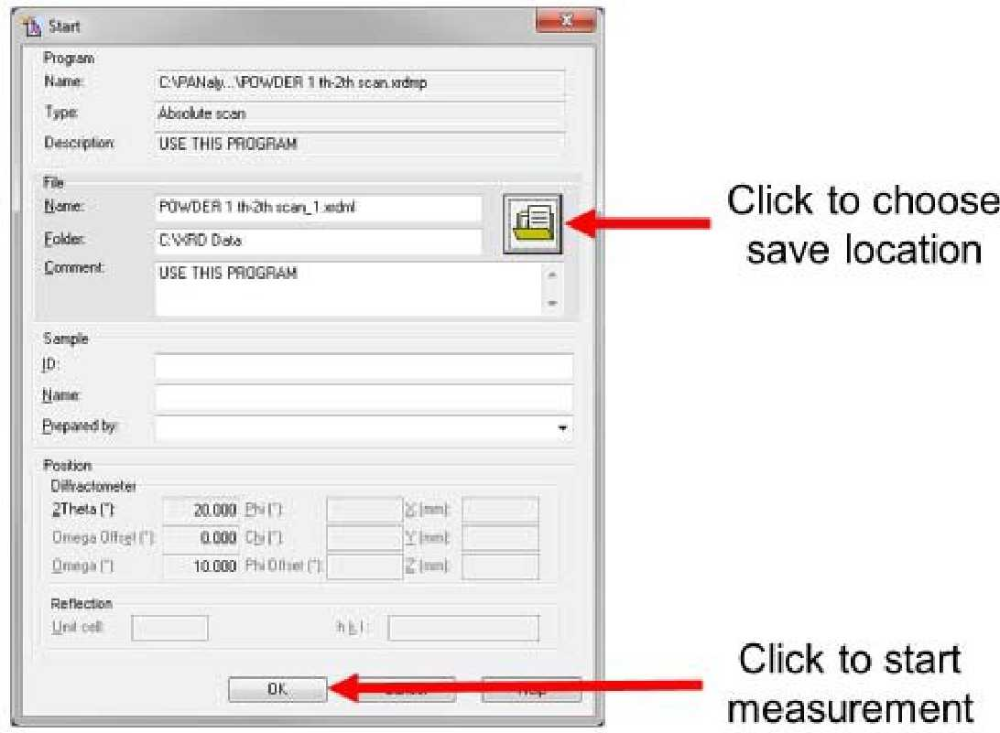 Start
Program
Name: C:\PANaly...\POWDER 1 th-2th scan.xrdmp
Type: Absolute scan
Description: USE THIS PROGRAM
File
Name: POWDER 1 th-2th scan_1.xrdml
Folder: C:\XRD Data
Comment: USE THIS PROGRAM
Click to choose
save location
Sample
ID:
Name:
Prepared by:
Position
Diffractometer
2Theta (°): 20.000 Phi (°): X (mm):
Omega Offset (°): 0.000 Chi (°): Y (mm):
Omega (°): 10.000 Phi Offset (°): Z (mm):
Reflection
Unit cell: h k l:
OK
Click to start
measurement